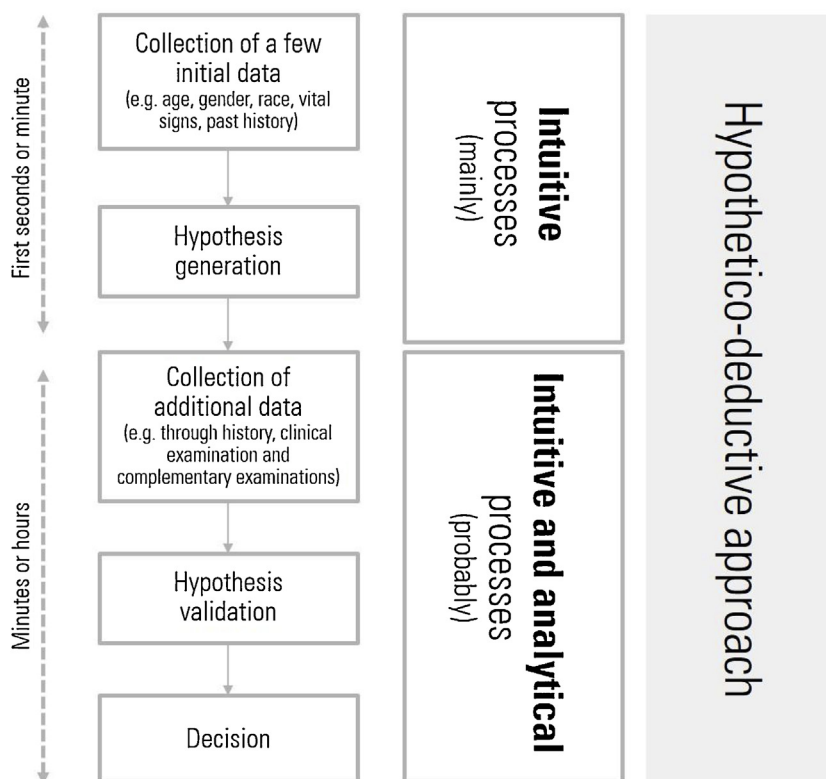 First seconds or minute
Collection of a few
initial data
(e.g. age, gender, race, vital
signs, past history)
Hypothesis
generation
Intuitive
processes
(mainly)
Minutes or hours
Collection of
additional data
(e.g. through history, clinical
examination and
complementary examinations)
Hypothesis
validation
Decision
Intuitive and analytical
processes
(probably)
Hypothetico-deductive approach